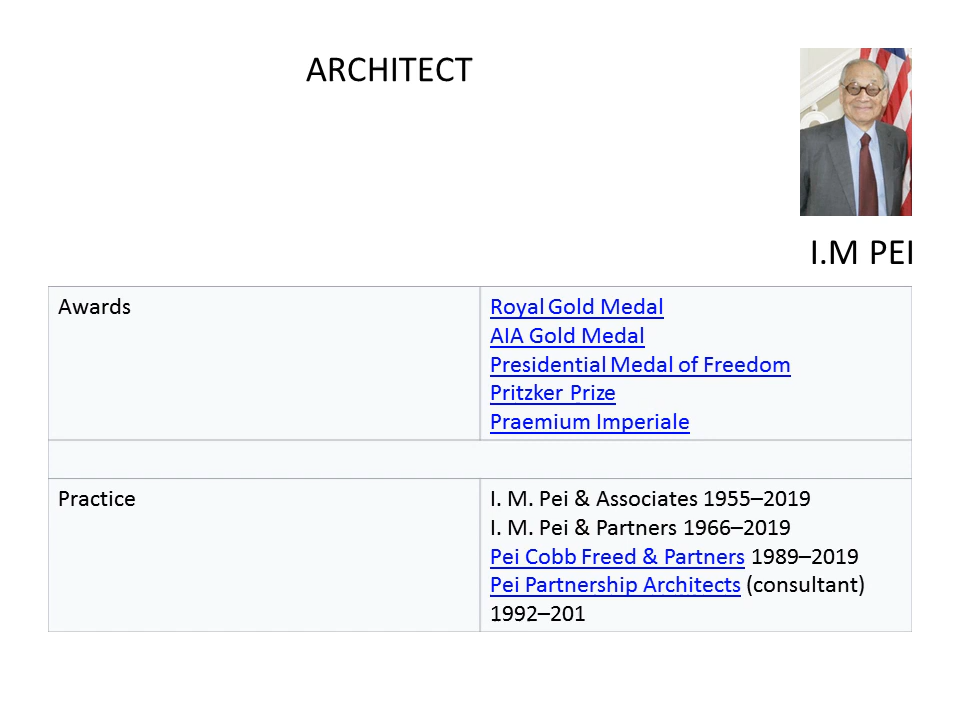 ARCHITECT
I.M PEI
Awards
Royal Gold Medal
AIA Gold Medal
Presidential Medal of Freedom
Pritzker Prize
Praemium Imperiale
Practice
I. M. Pei & Associates 1955–2019
I. M. Pei & Partners 1966–2019
Pei Cobb Freed & Partners 1989–2019
Pei Partnership Architects (consultant)
1992–201